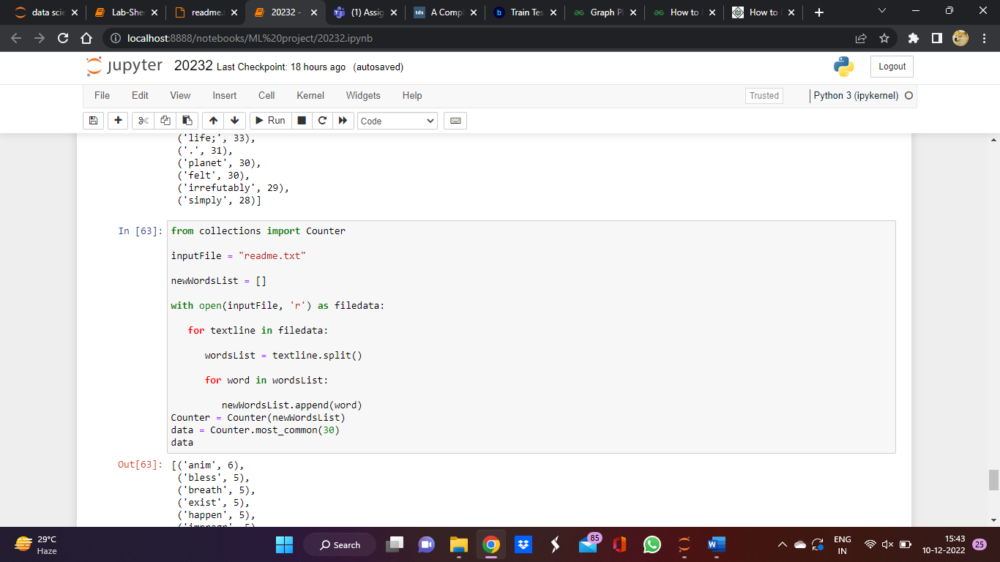 data scie
Lab-She
readme.
20232 -
(1) Assig
tds A Compl
b Train Tes
Graph Pl
How to
How to
localhost:8888/notebooks/ML%20project/20232.ipynb
jupyter 20232 Last Checkpoint: 18 hours ago (autosaved)
Logout
File Edit View Insert Cell Kernel Widgets Help
Trusted
Python 3 (ipykernel)
Run
Code
('life;', 33),
('.', 31),
('planet', 30),
('felt', 30),
('irrefutably', 29),
('simply', 28)]
In [63]: from collections import Counter
inputFile = "readme.txt"
newWordsList = []
with open(inputFile, 'r') as filedata:
for textline in filedata:
wordsList = textline.split()
for word in wordsList:
newWordsList.append(word)
Counter = Counter(newWordsList)
data = Counter.most_common(30)
data
Out[63]: [('anim', 6),
('bless', 5),
('breath', 5),
('exist', 5),
('happen', 5),
29°C
Haze
Search
85
ENG
IN
15:43
10-12-2022
25